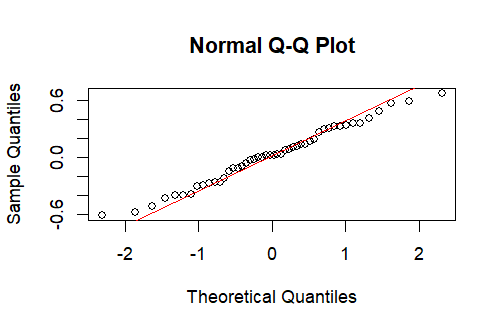 Normal Q-Q Plot
Sample Quantiles
0.6
0.0
-0.6
-2
-1
0
1
2
Theoretical Quantiles